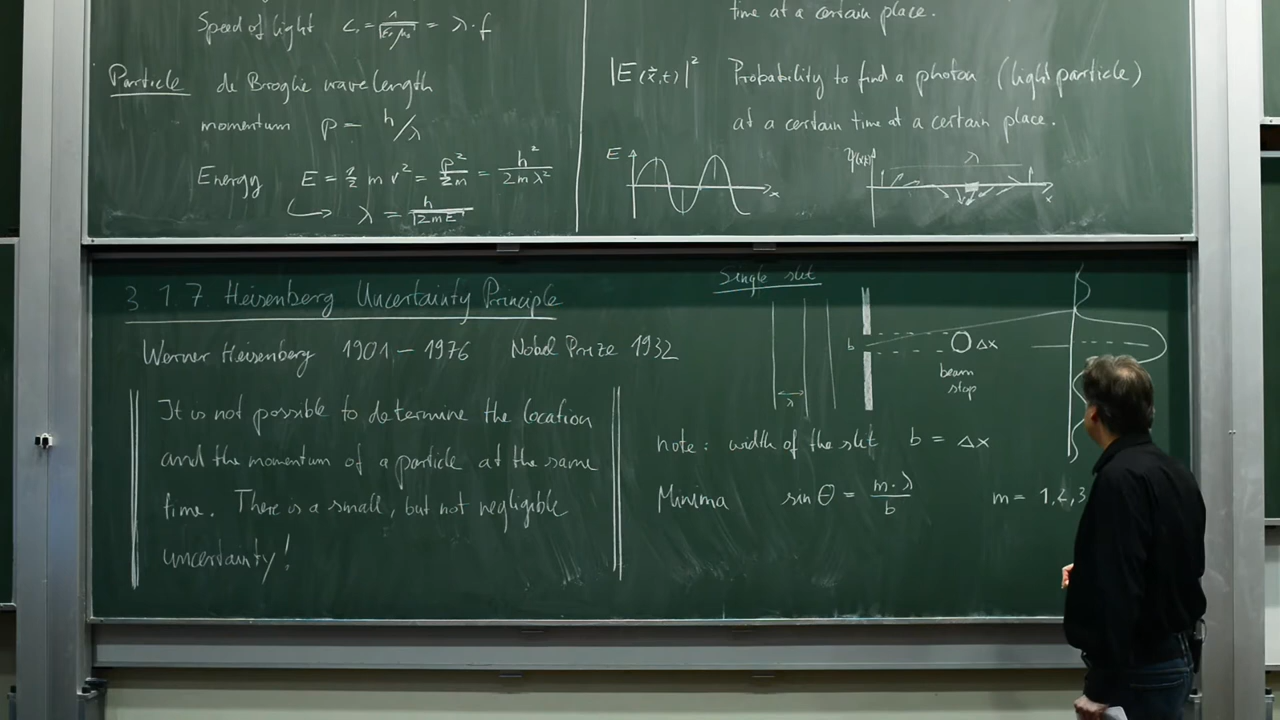 Speed of light c₀ = 1/√(ε₀ μ₀) = λ · f
Particle de Broglie wavelength
momentum p = h/λ
Energy E = 1/2 m v² = p²/2m = h²/2mλ²
λ = h/√(2mE)
time at a certain place.
|E(x⃗,t)|² Probability to find a photon (light particle)
at a certain time at a certain place.
E x
λ x
3.1.7. Heisenberg Uncertainty Principle
Werner Heisenberg 1901 – 1976 Nobel Prize 1932
It is not possible to determine the location
and the momentum of a particle at the same
time. There is a small, but not negligible
uncertainty!
Single slit
λ
b
Δx
beam
stop
note: width of the slit b = Δx
Minima sin Θ = m · λ / b m = 1, 2, 3